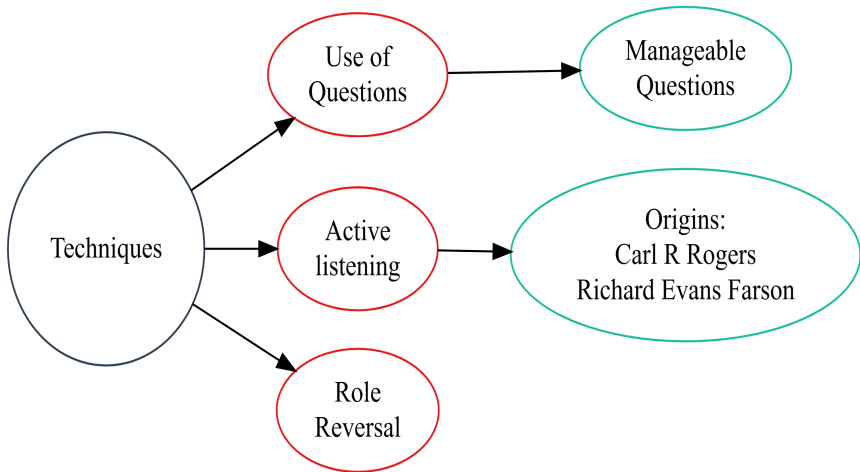 Use of
Questions
Manageable
Questions
Techniques
Active
listening
Origins:
Carl R Rogers
Richard Evans Farson
Role
Reversal